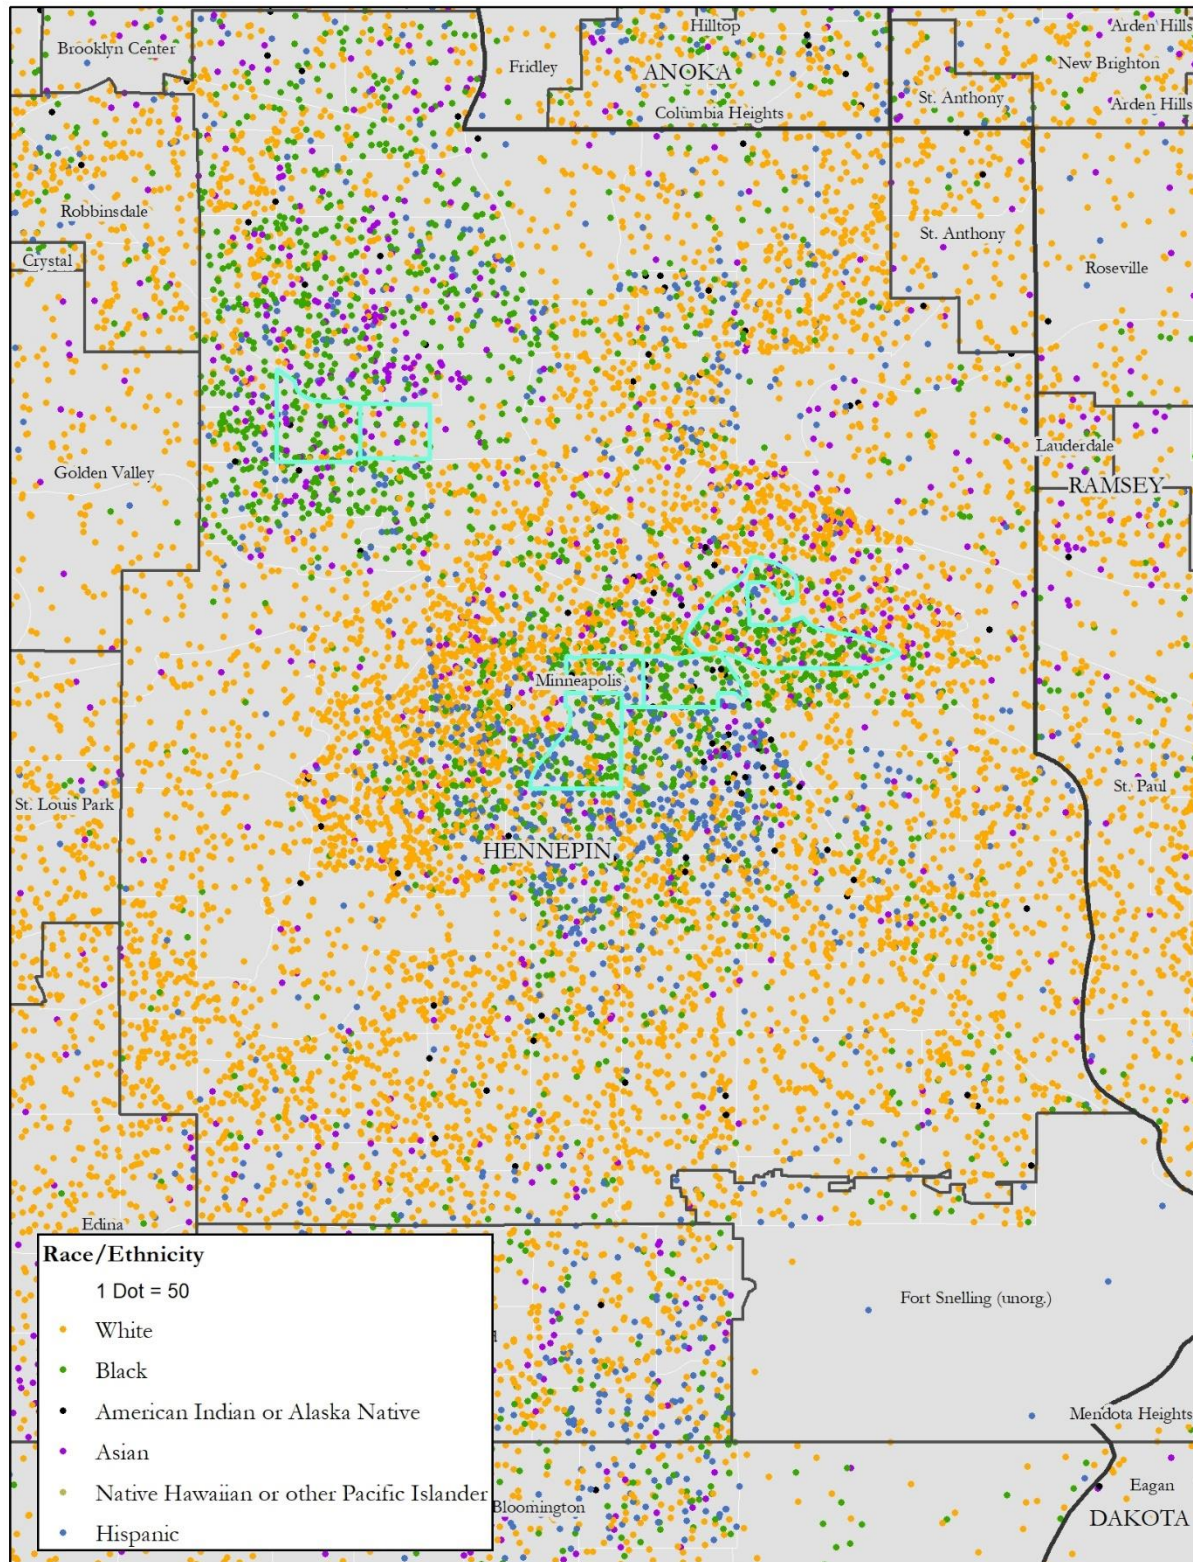 Brooklyn Center
Hilltop
Arden Hills
Fridley
ANOKA
New Brighton
St. Anthony
Arden Hills
Columbia Heights
Robbinsdale
St. Anthony
Crystal
Roseville
Golden Valley
Lauderdale
RAMSEY
Minneapolis
St. Louis Park
St. Paul
HENNEPIN
Edina
Fort Snelling (unorg.)
Mendota Heights
Eagan
Bloomington
DAKOTA
Race/Ethnicity
1 Dot = 50
White
Black
American Indian or Alaska Native
Asian
Native Hawaiian or other Pacific Islander
Hispanic